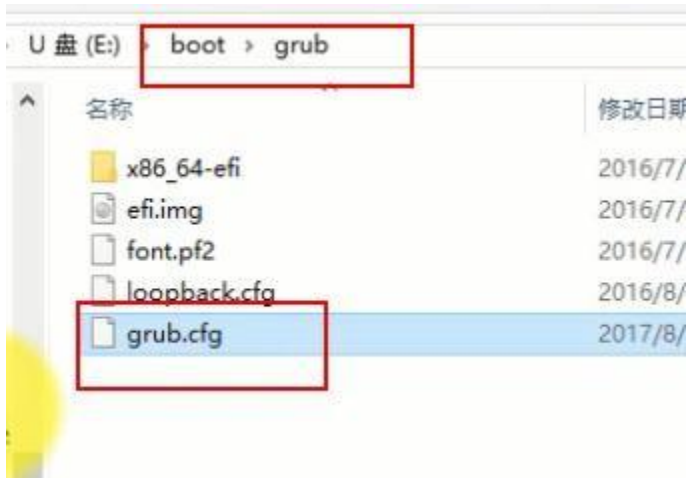 U 盘 (E:) › boot › grub
名称
修改日期
x86_64-efi
2016/7/
efi.img
2016/7/
font.pf2
2016/7/
loopback.cfg
2016/8/
grub.cfg
2017/8/